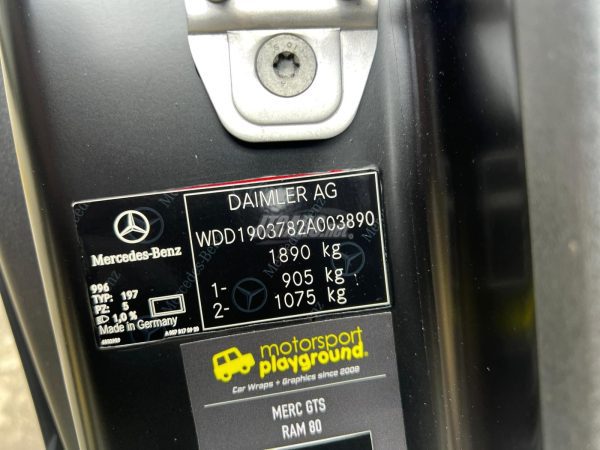 DAIMLER AG
WDD1903782A003890
1890 kg
1- 905 kg
2- 1075 kg
Mercedes-Benz
996
TYP: 197
PZ: 5
1,0 %
Made in Germany
motorsport
playground®
Car Wraps + Graphics since 2008
MERC GTS
RAM 80